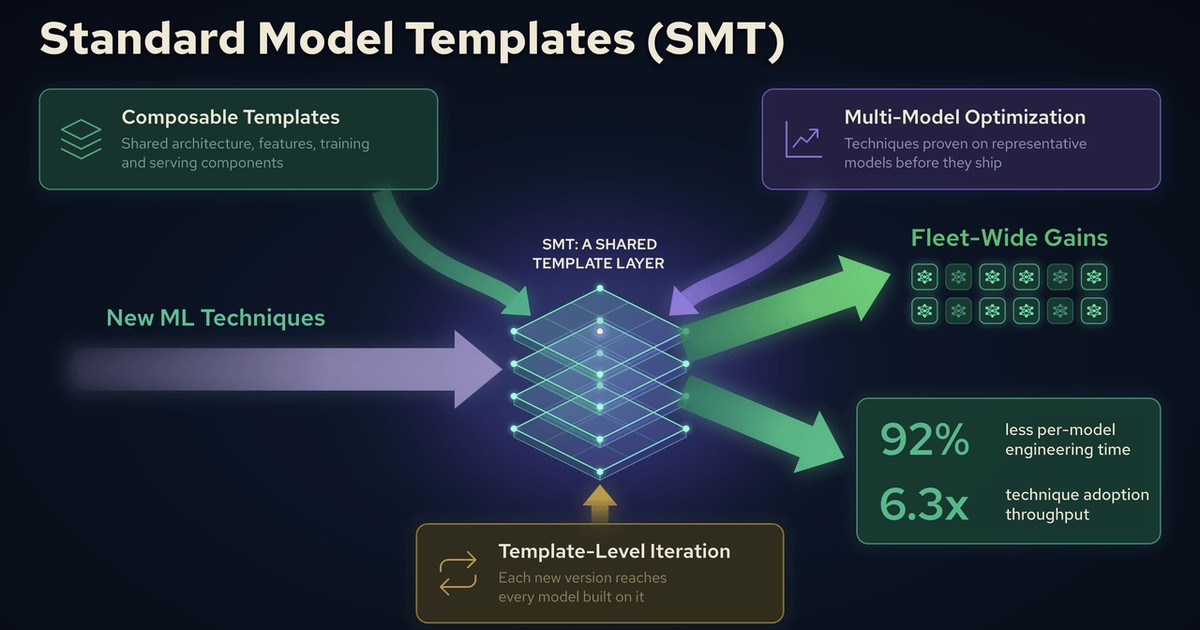 Standard Model Templates (SMT)
Composable Templates
Shared architecture, features, training
and serving components
Multi-Model Optimization
Techniques proven on representative
models before they ship
SMT: A SHARED
TEMPLATE LAYER
Fleet-Wide Gains
New ML Techniques
92%
less per-model
engineering time
6.3x
technique adoption
throughput
Template-Level Iteration
Each new version reaches
every model built on it